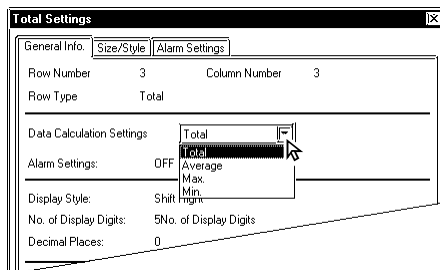 Total Settings
General Info. Size/Style Alarm Settings
Row Number 3 Column Number 3
Row Type Total
Data Calculation Settings Total
Total
Alarm Settings: OFF Average
Max.
Min.
Display Style: Shift Right
No. of Display Digits: 5No. of Display Digits
Decimal Places: 0